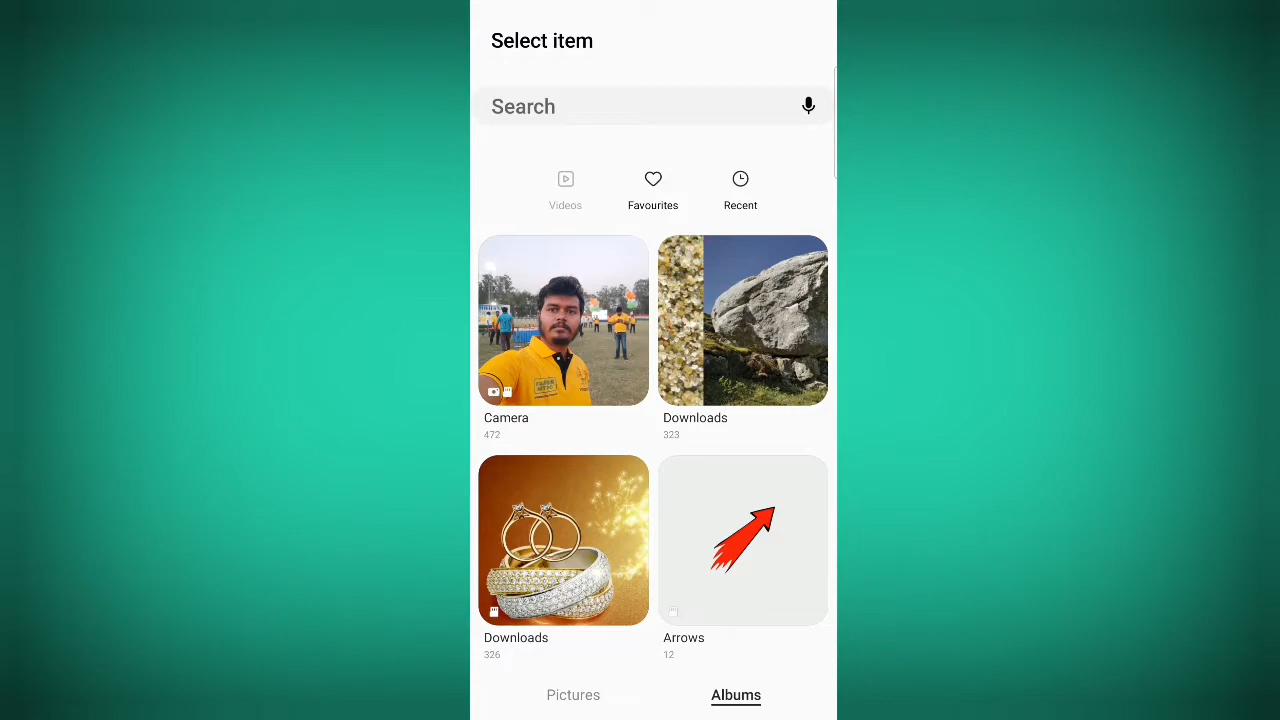 Select item
Search
Videos Favourites Recent
Camera Downloads
472 323
Downloads Arrows
326 12
Pictures Albums